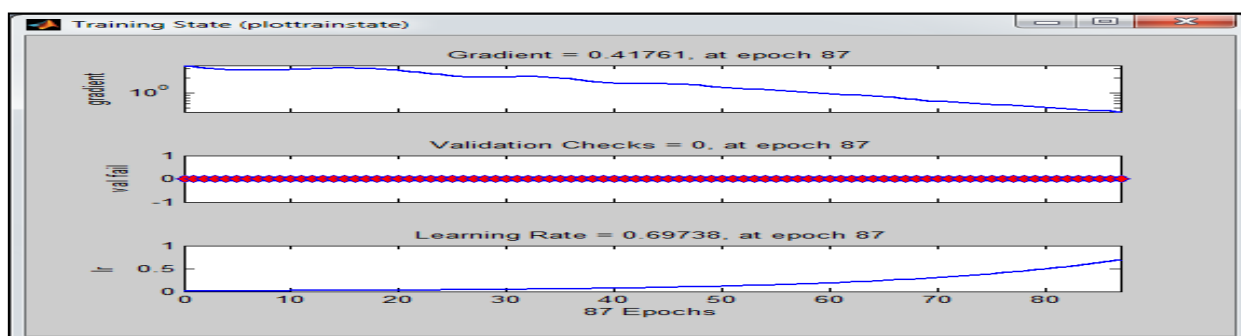 Training State (plottrainstate)
Gradient = 0.41761, at epoch 87
gradient
10⁰
Validation Checks = 0, at epoch 87
val fail
1
0
-1
Learning Rate = 0.69738, at epoch 87
lr
1
0.5
0
0 10 20 30 40 50 60 70 80
87 Epochs